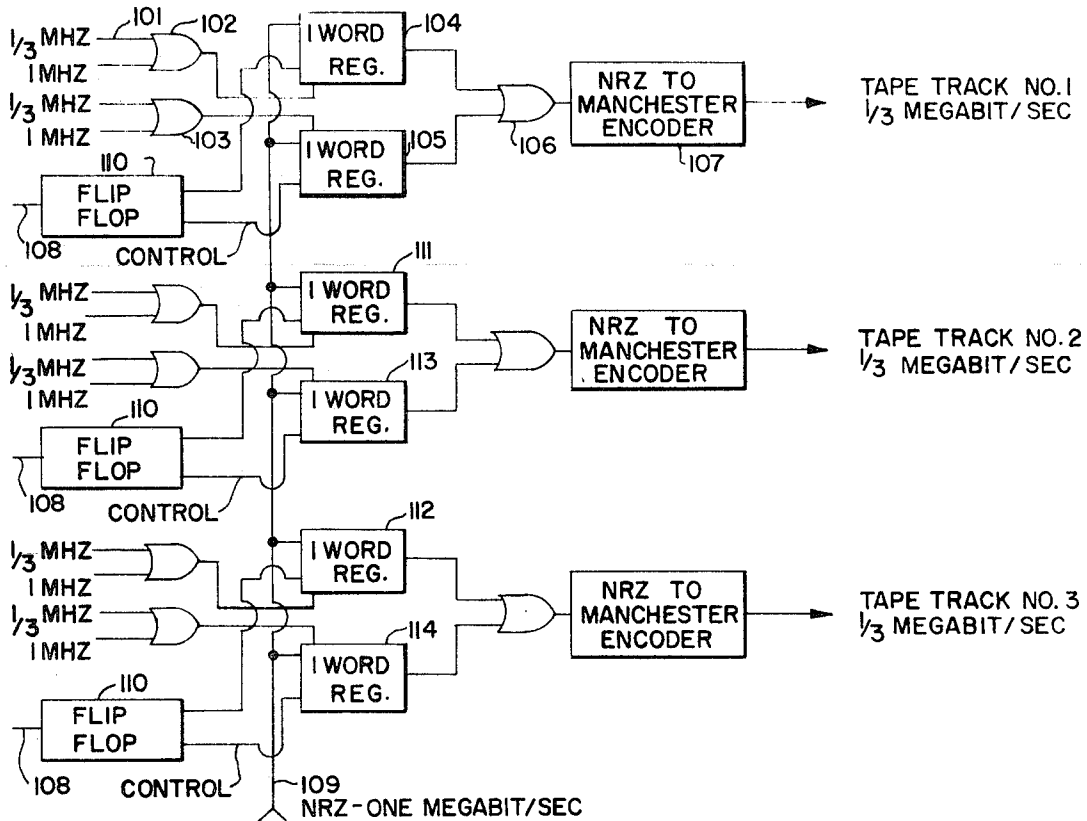 101
102
1/3 MHZ
1 MHZ
1/3 MHZ
1 MHZ
103
110
FLIP
FLOP
108
CONTROL
1 WORD
REG.
104
1 WORD
REG.
105
106
NRZ TO
MANCHESTER
ENCODER
107
TAPE TRACK NO.1
1/3 MEGABIT/SEC
1/3 MHZ
1 MHZ
1/3 MHZ
1 MHZ
110
FLIP
FLOP
108
CONTROL
111
1 WORD
REG.
113
1 WORD
REG.
NRZ TO
MANCHESTER
ENCODER
TAPE TRACK NO.2
1/3 MEGABIT/SEC
1/3 MHZ
1 MHZ
1/3 MHZ
1 MHZ
110
FLIP
FLOP
108
CONTROL
112
1 WORD
REG.
114
1 WORD
REG.
NRZ TO
MANCHESTER
ENCODER
TAPE TRACK NO.3
1/3 MEGABIT/SEC
109
NRZ-ONE MEGABIT/SEC